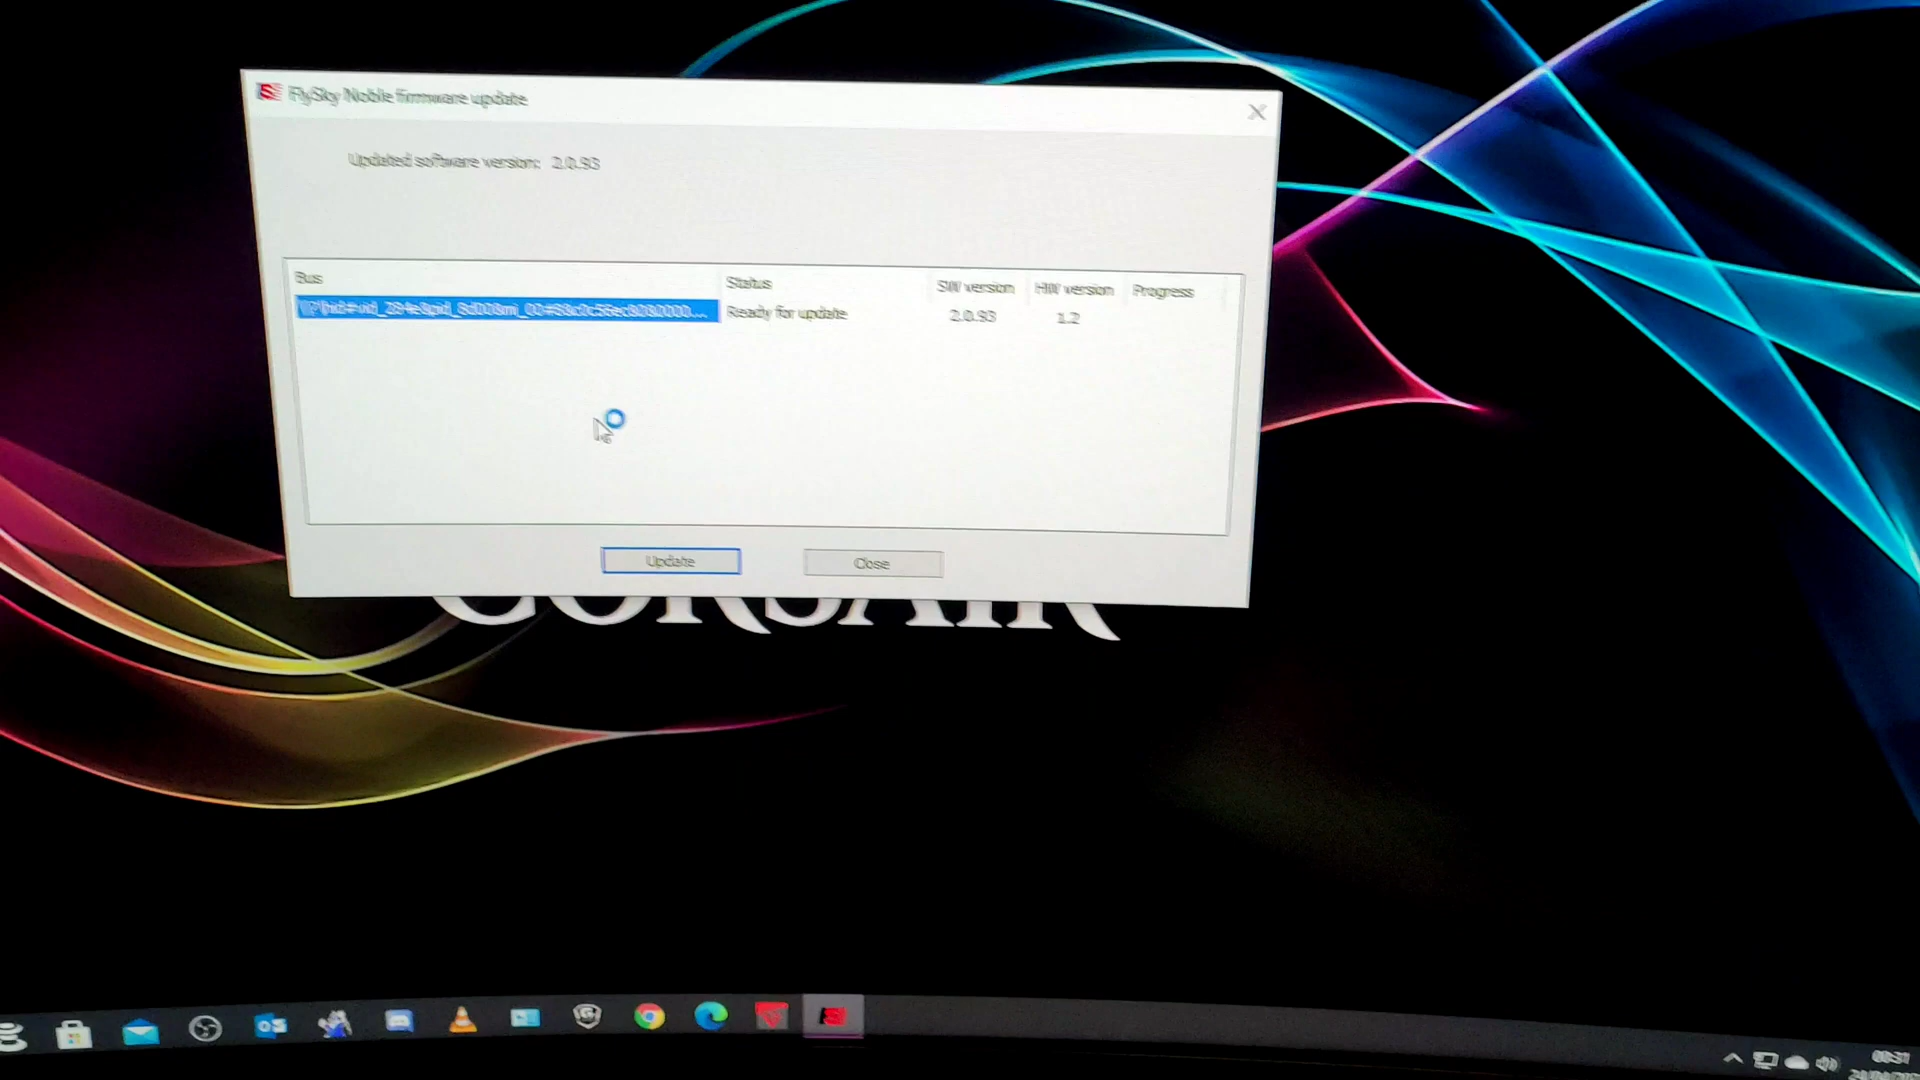 FlySky Noble firmware update
Updated software version: 2.0.93
Bus Status SW version HW version Progress
Ready for update 2.0.93 1.2
Update Close
CORSAIR